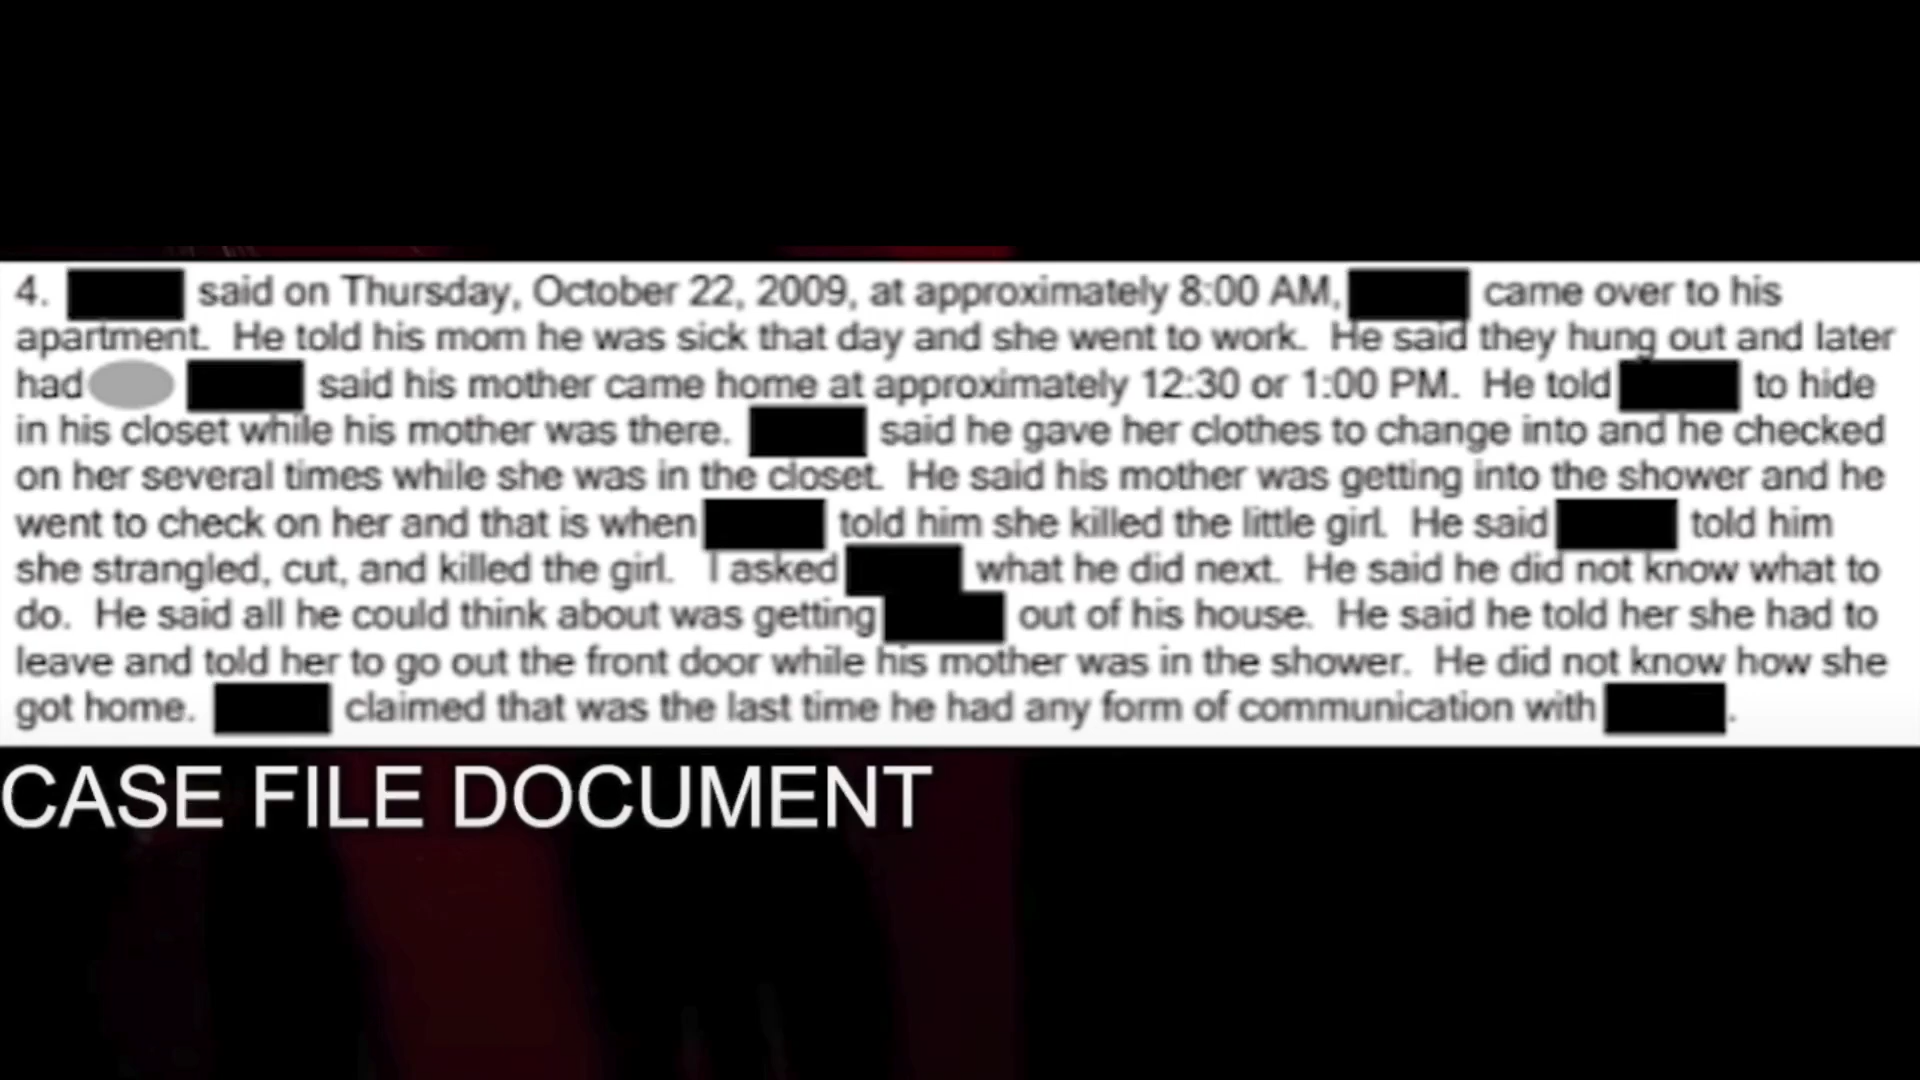 4. said on Thursday, October 22, 2009, at approximately 8:00 AM, came over to his
apartment. He told his mom he was sick that day and she went to work. He said they hung out and later
had said his mother came home at approximately 12:30 or 1:00 PM. He told to hide
in his closet while his mother was there. said he gave her clothes to change into and he checked
on her several times while she was in the closet. He said his mother was getting into the shower and he
went to check on her and that is when told him she killed the little girl. He said told him
she strangled, cut, and killed the girl. I asked what he did next. He said he did not know what to
do. He said all he could think about was getting out of his house. He said he told her she had to
leave and told her to go out the front door while his mother was in the shower. He did not know how she
got home. claimed that was the last time he had any form of communication with .
CASE FILE DOCUMENT